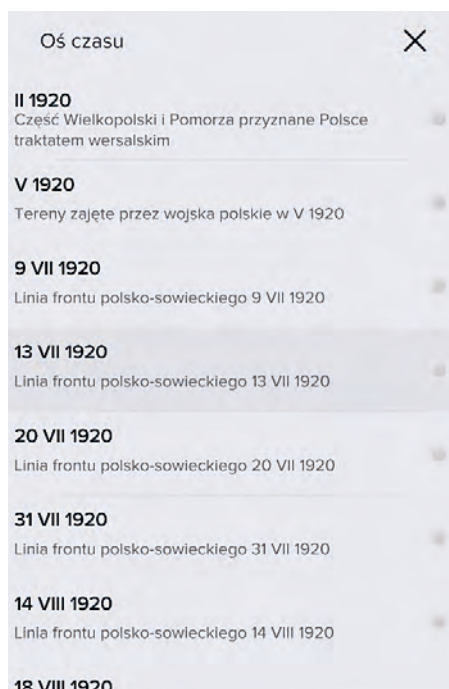 Oś czasu
II 1920
Część Wielkopolski i Pomorza przyznane Polsce
traktatem wersalskim
V 1920
Tereny zajęte przez wojska polskie w V 1920
9 VII 1920
Linia frontu polsko-sowieckiego 9 VII 1920
13 VII 1920
Linia frontu polsko-sowieckiego 13 VII 1920
20 VII 1920
Linia frontu polsko-sowieckiego 20 VII 1920
31 VII 1920
Linia frontu polsko-sowieckiego 31 VII 1920
14 VIII 1920
Linia frontu polsko-sowieckiego 14 VIII 1920
18 VIII 1920